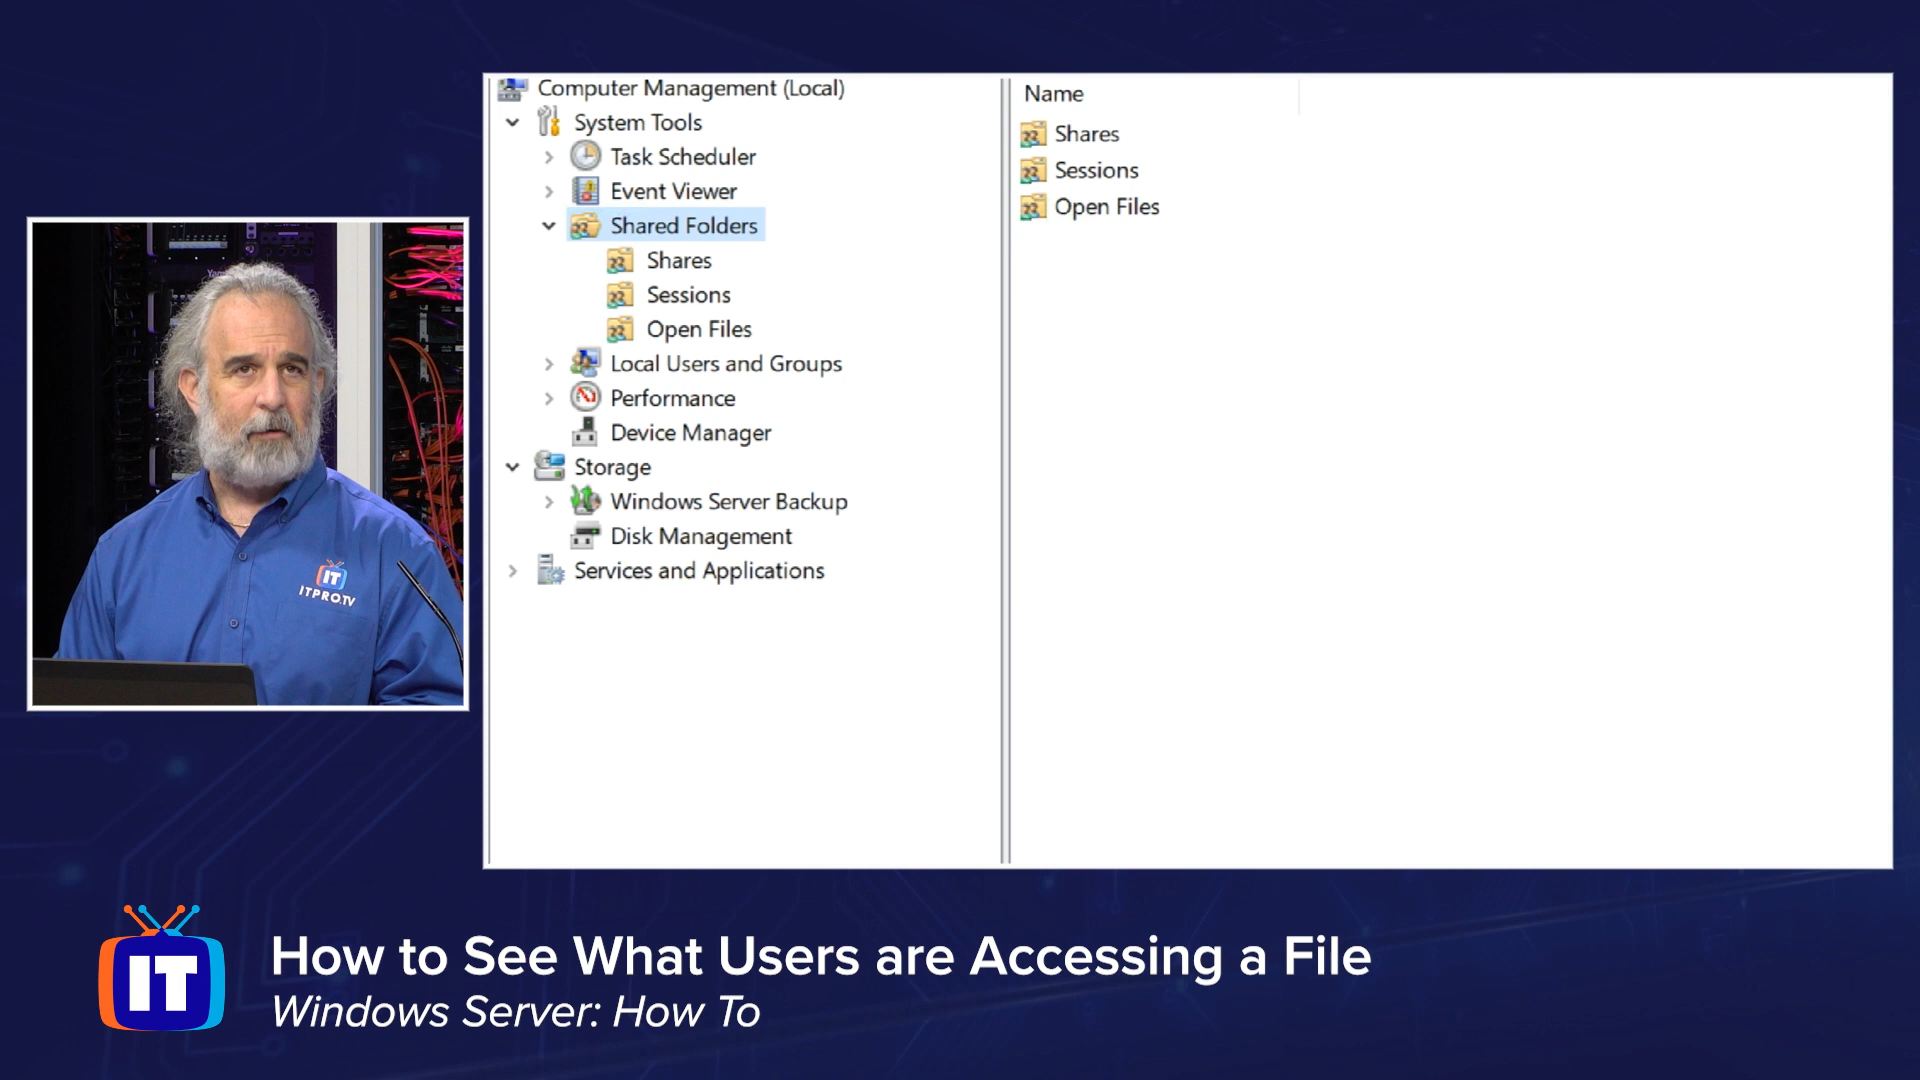 Computer Management (Local)
System Tools
Task Scheduler
Event Viewer
Shared Folders
Shares
Sessions
Open Files
Local Users and Groups
Performance
Device Manager
Storage
Windows Server Backup
Disk Management
Services and Applications
Name
Shares
Sessions
Open Files
IT
ITPRO.TV
IT
How to See What Users are Accessing a File
Windows Server: How To